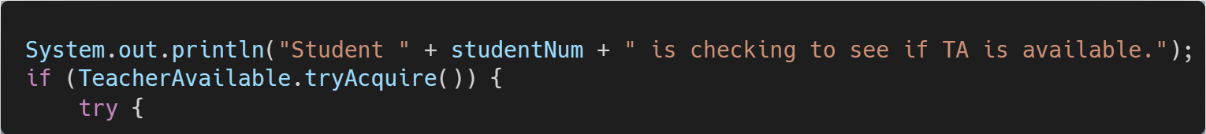 System.out.println("Student " + studentNum + " is checking to see if TA is available.");
if (TeacherAvailable.tryAcquire()) {
    try {